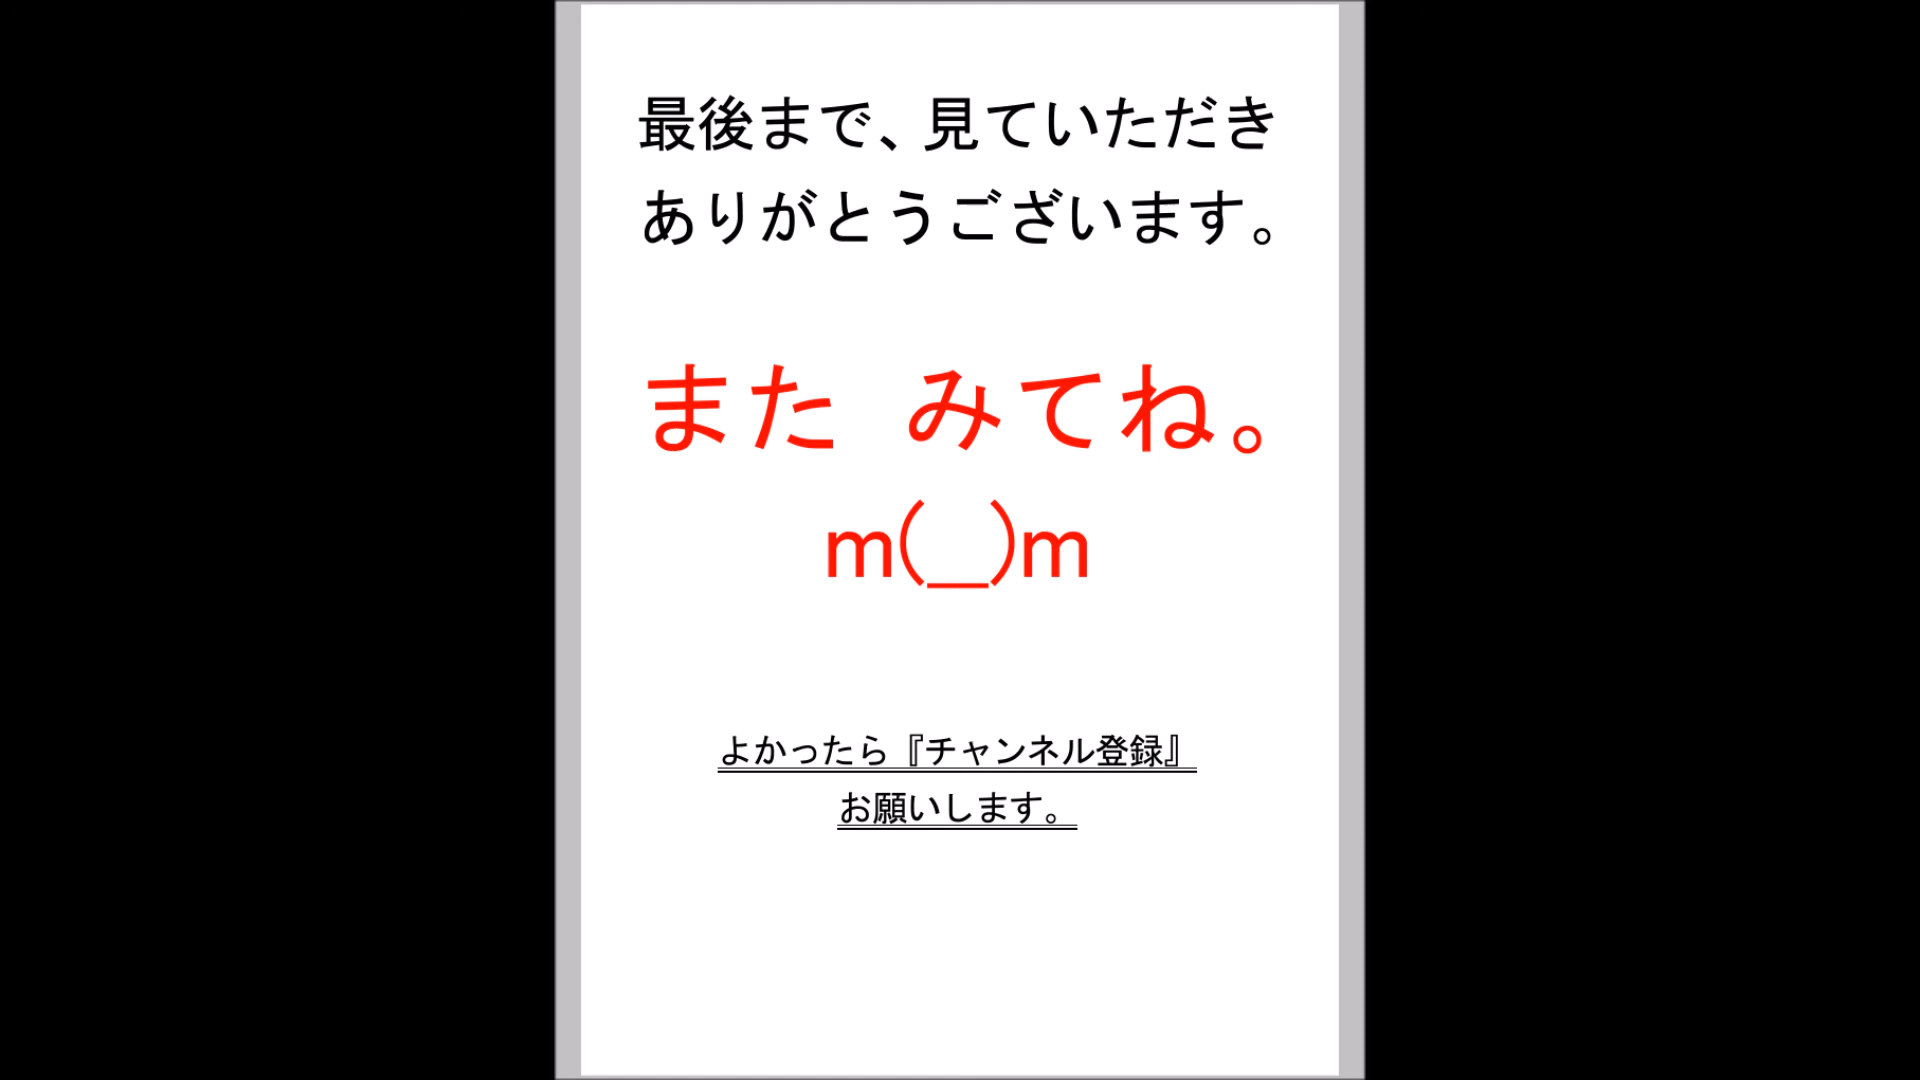 最後まで、見ていただき
ありがとうございます。
また みてね。
m(__)m
よかったら『チャンネル登録』
お願いします。